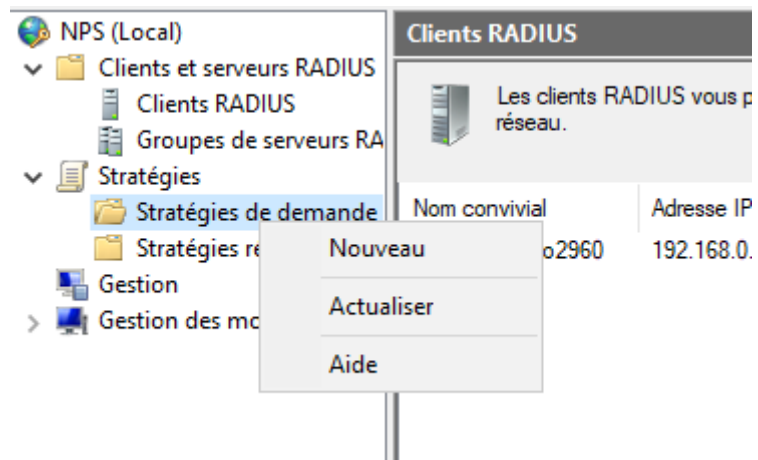 NPS (Local)
Clients et serveurs RADIUS
Clients RADIUS
Groupes de serveurs RA
Stratégies
Stratégies de demande
Stratégies ré
Gestion
Gestion des mo
Nouveau
Actualiser
Aide
Clients RADIUS
Les clients RADIUS vous p
réseau.
Nom convivial Adresse IP
o2960 192.168.0.